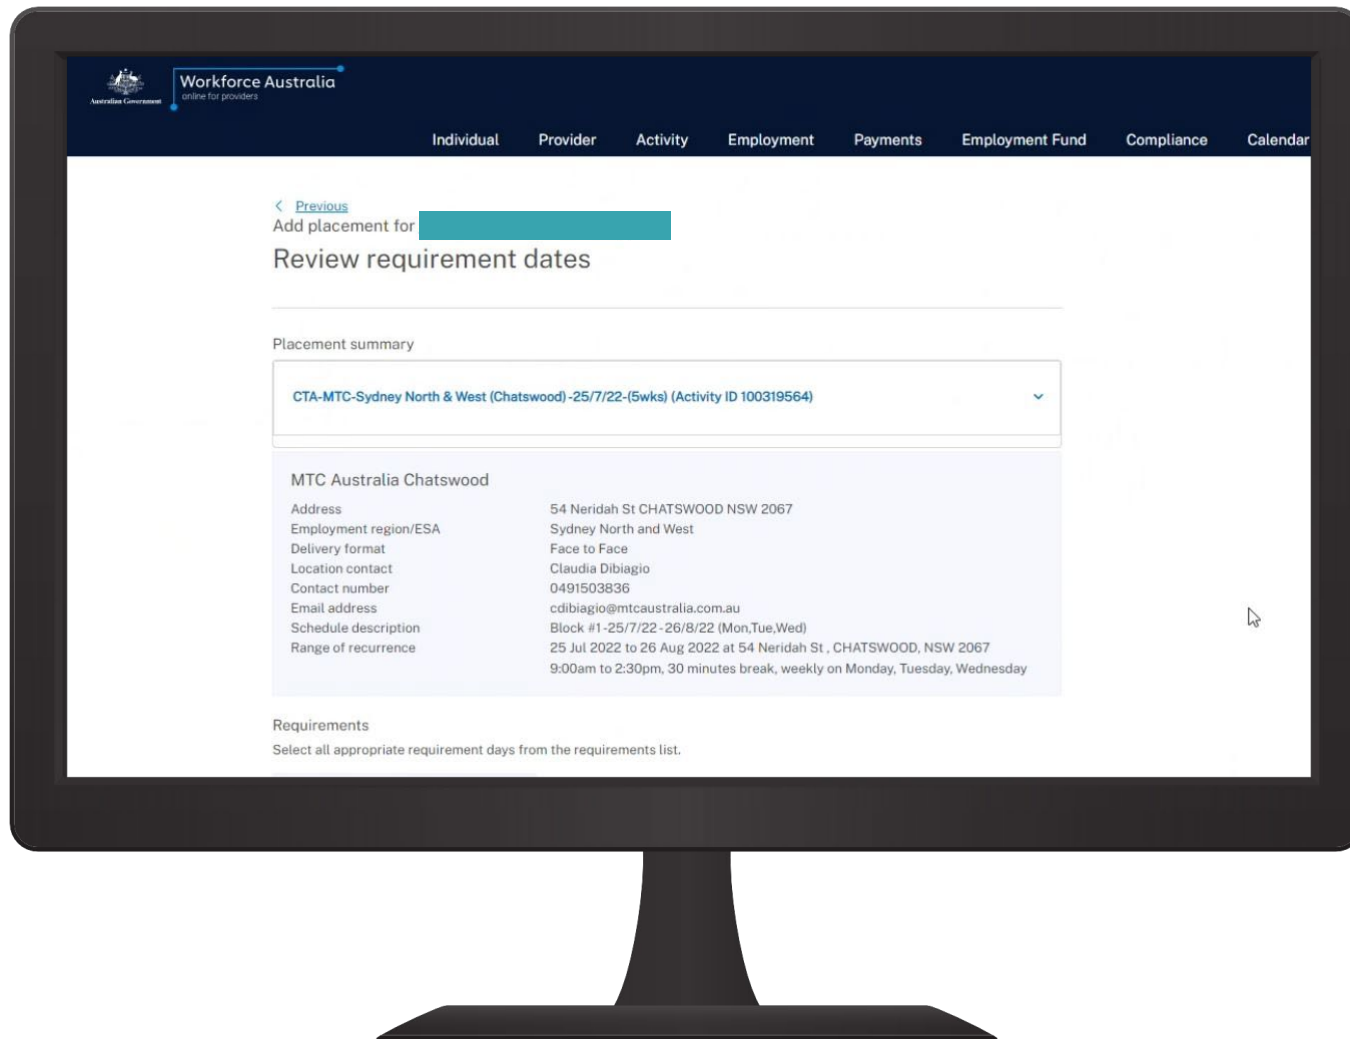 Australian Government
Workforce Australia
online for providers
Individual Provider Activity Employment Payments Employment Fund Compliance Calendar
< Previous
Add placement for
Review requirement dates
Placement summary
CTA-MTC-Sydney North & West (Chatswood) -25/7/22-(5wks) (Activity ID 100319564)
MTC Australia Chatswood
Address 54 Neridah St CHATSWOOD NSW 2067
Employment region/ESA Sydney North and West
Delivery format Face to Face
Location contact Claudia Dibiagio
Contact number 0491503836
Email address cdibiagio@mtcaustralia.com.au
Schedule description Block #1-25/7/22-26/8/22 (Mon,Tue,Wed)
Range of recurrence 25 Jul 2022 to 26 Aug 2022 at 54 Neridah St , CHATSWOOD, NSW 2067
9:00am to 2:30pm, 30 minutes break, weekly on Monday, Tuesday, Wednesday
Requirements
Select all appropriate requirement days from the requirements list.